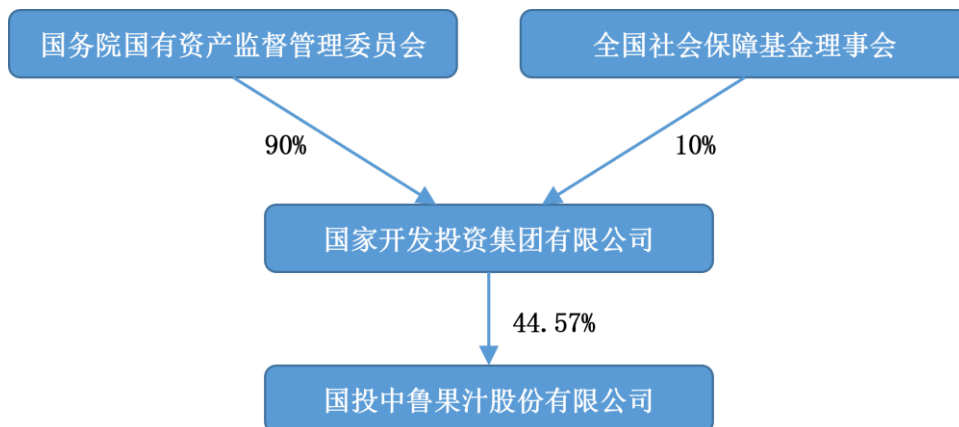 国务院国有资产监督管理委员会
全国社会保障基金理事会
90%
10%
国家开发投资集团有限公司
44.57%
国投中鲁果汁股份有限公司